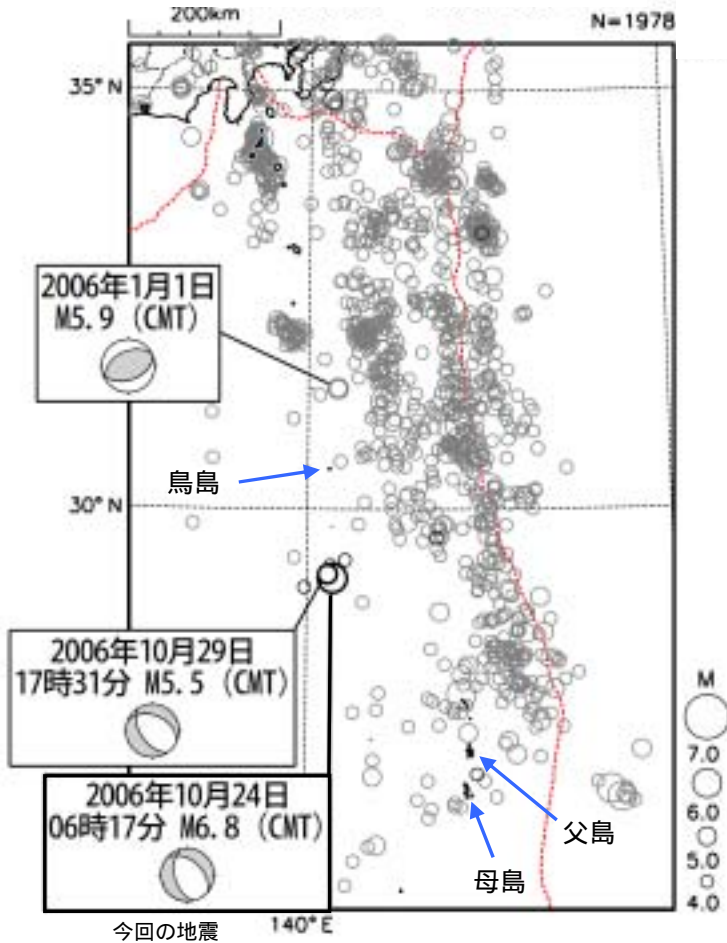 200km
N=1978
35°N
2006年1月1日
M5.9 (CMT)
鳥島
30°N
2006年10月29日
17時31分 M5.5 (CMT)
2006年10月24日
06時17分 M6.8 (CMT)
今回の地震
140°E
父島
母島
M
7.0
6.0
5.0
4.0